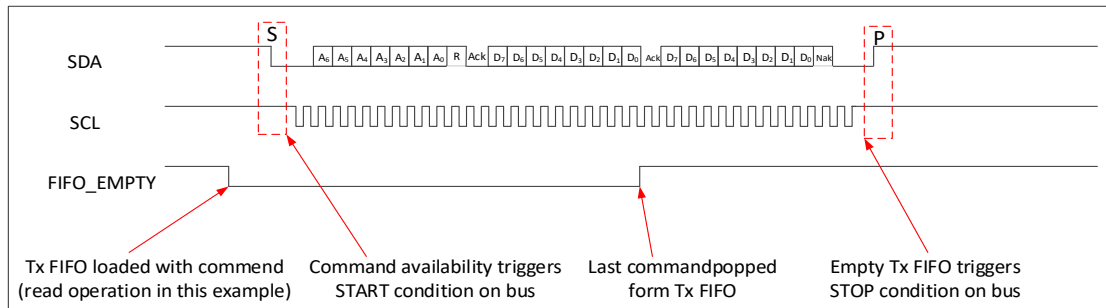 S
P
SDA
A6 A5 A4 A3 A2 A1 A0 R Ack D7 D6 D5 D4 D3 D2 D1 D0 Ack D7 D6 D5 D4 D3 D2 D1 D0 Nak
SCL
FIFO_EMPTY
Tx FIFO loaded with commend
(read operation in this example)
Command availability triggers
START condition on bus
Last commandpopped
form Tx FIFO
Empty Tx FIFO triggers
STOP condition on bus